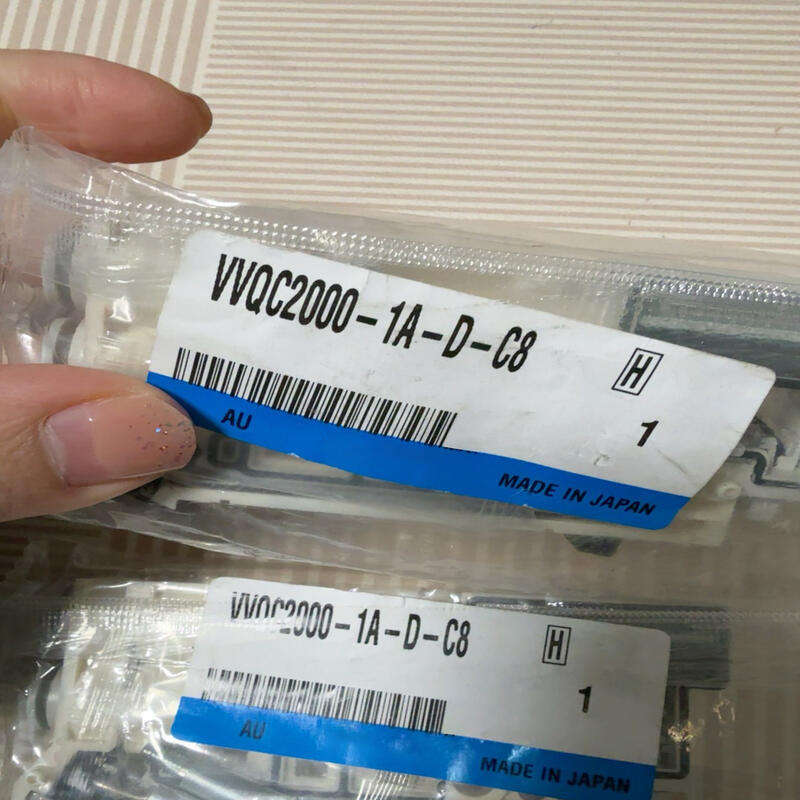 VVQC2000-1A-D-C8
H
1
AU
MADE IN JAPAN
VVQC2000-1A-D-C8
H
1
AU
MADE IN JAPAN